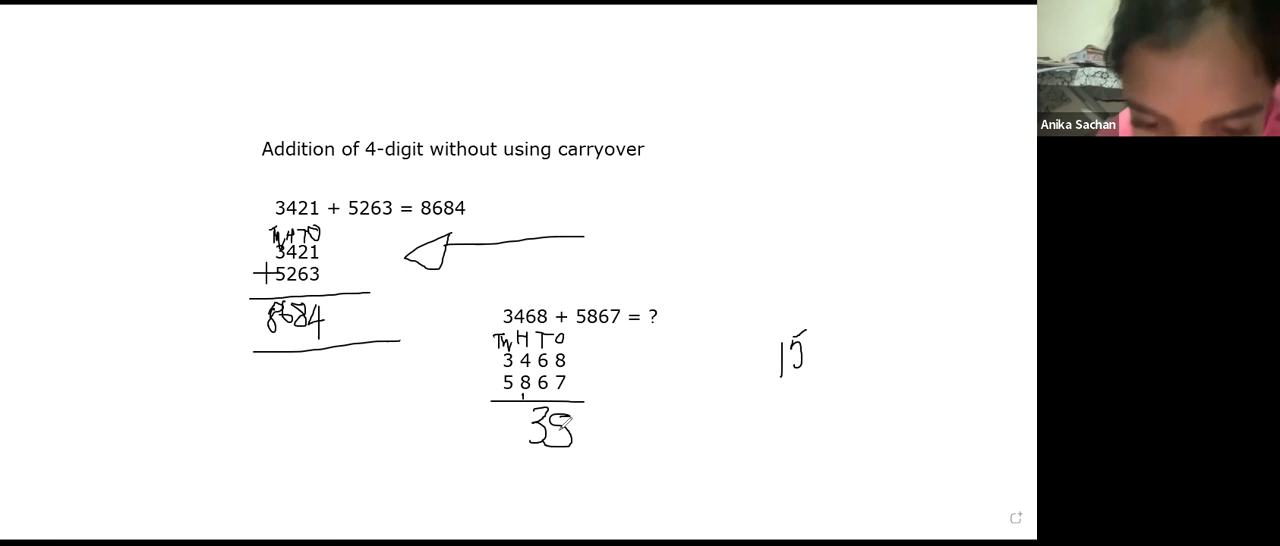 Addition of 4-digit without using carryover
3421 + 5263 = 8684
Th H T O
3421
+5263
8684
3468 + 5867 = ?
Th H T O
3 4 6 8
5 8 6 7
15
Anika Sachan